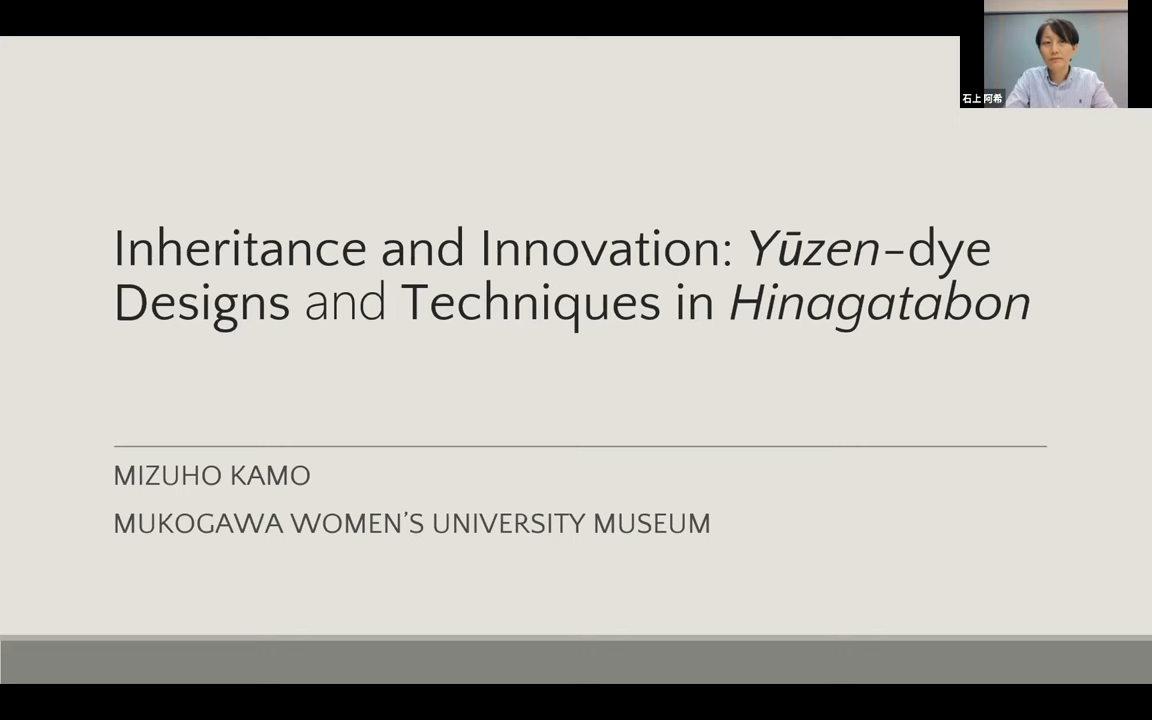 石上 阿希
Inheritance and Innovation: Yūzen-dye
Designs and Techniques in Hinagatabon
MIZUHO KAMO
MUKOGAWA WOMEN’S UNIVERSITY MUSEUM